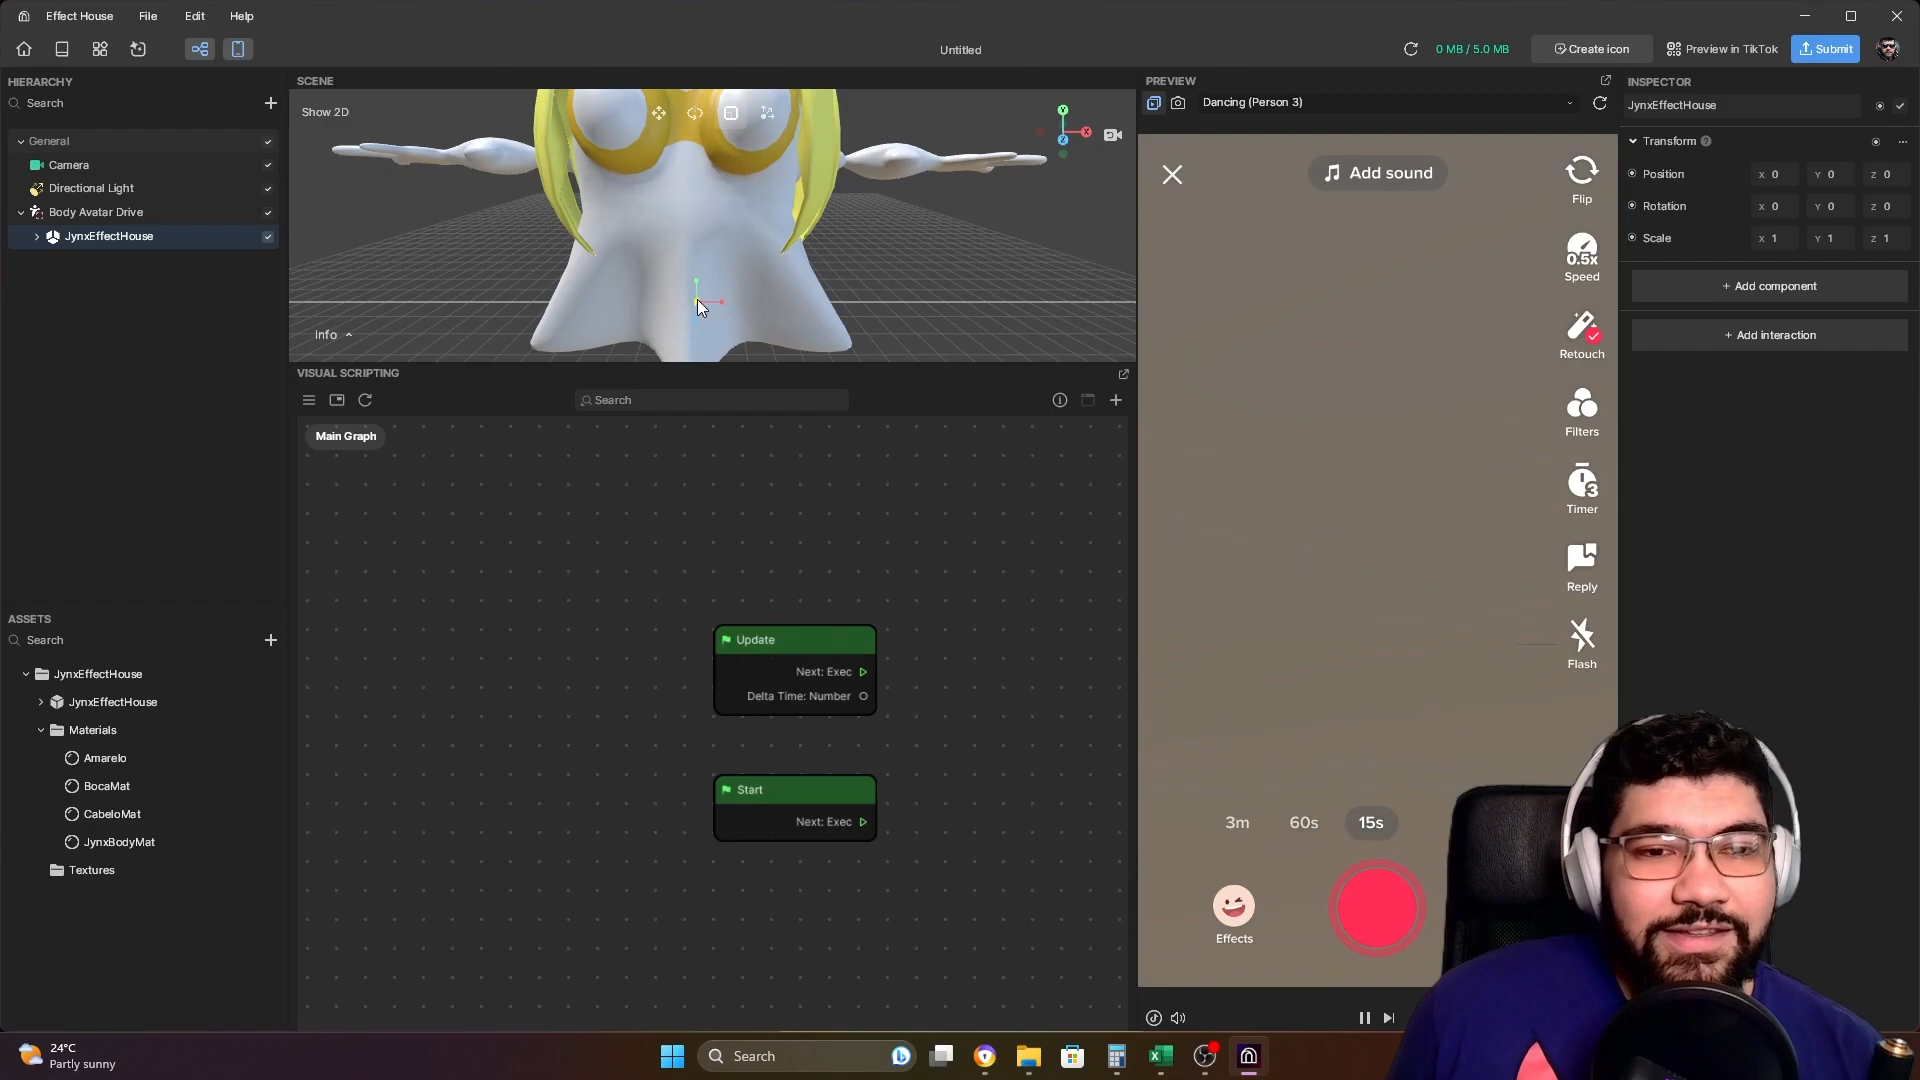 Effect House
File
Edit
Help
Untitled
0 MB / 5.0 MB
Create icon
Preview in TikTok
Submit
HIERARCHY
Search
General
Camera
Directional Light
Body Avatar Drive
JynxEffectHouse
SCENE
Show 2D
Y
X
Z
Info
VISUAL SCRIPTING
Search
Main Graph
Update
Next: Exec
Delta Time: Number
Start
Next: Exec
ASSETS
Search
JynxEffectHouse
JynxEffectHouse
Materials
Amarelo
BocaMat
CabeloMat
JynxBodyMat
Textures
PREVIEW
Dancing (Person 3)
Add sound
Flip
0.5x
Speed
Retouch
Filters
3
Timer
Reply
Flash
3m
60s
15s
Effects
INSPECTOR
JynxEffectHouse
Transform
Position X 0 Y 0 Z 0
Rotation X 0 Y 0 Z 0
Scale X 1 Y 1 Z 1
+ Add component
+ Add interaction
24°C
Partly sunny
Search